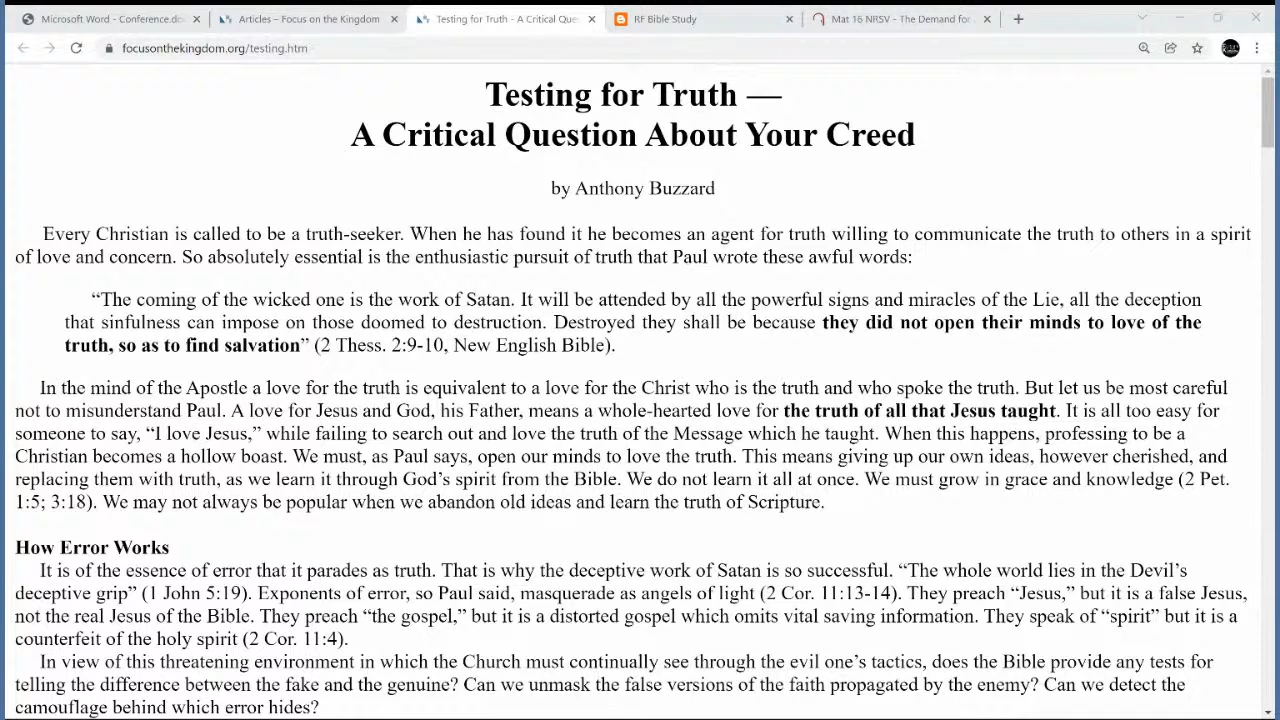 Microsoft Word - Conference.do
Articles – Focus on the Kingdom
Testing for Truth - A Critical Que
RF Bible Study
Mat 16 NRSV - The Demand for
focusonthekingdom.org/testing.htm
Testing for Truth —
A Critical Question About Your Creed
by Anthony Buzzard
Every Christian is called to be a truth-seeker. When he has found it he becomes an agent for truth willing to communicate the truth to others in a spirit
of love and concern. So absolutely essential is the enthusiastic pursuit of truth that Paul wrote these awful words:
“The coming of the wicked one is the work of Satan. It will be attended by all the powerful signs and miracles of the Lie, all the deception
that sinfulness can impose on those doomed to destruction. Destroyed they shall be because they did not open their minds to love of the
truth, so as to find salvation” (2 Thess. 2:9-10, New English Bible).
In the mind of the Apostle a love for the truth is equivalent to a love for the Christ who is the truth and who spoke the truth. But let us be most careful
not to misunderstand Paul. A love for Jesus and God, his Father, means a whole-hearted love for the truth of all that Jesus taught. It is all too easy for
someone to say, “I love Jesus,” while failing to search out and love the truth of the Message which he taught. When this happens, professing to be a
Christian becomes a hollow boast. We must, as Paul says, open our minds to love the truth. This means giving up our own ideas, however cherished, and
replacing them with truth, as we learn it through God’s spirit from the Bible. We do not learn it all at once. We must grow in grace and knowledge (2 Pet.
1:5; 3:18). We may not always be popular when we abandon old ideas and learn the truth of Scripture.
How Error Works
It is of the essence of error that it parades as truth. That is why the deceptive work of Satan is so successful. “The whole world lies in the Devil’s
deceptive grip” (1 John 5:19). Exponents of error, so Paul said, masquerade as angels of light (2 Cor. 11:13-14). They preach “Jesus,” but it is a false Jesus,
not the real Jesus of the Bible. They preach “the gospel,” but it is a distorted gospel which omits vital saving information. They speak of “spirit” but it is a
counterfeit of the holy spirit (2 Cor. 11:4).
In view of this threatening environment in which the Church must continually see through the evil one’s tactics, does the Bible provide any tests for
telling the difference between the fake and the genuine? Can we unmask the false versions of the faith propagated by the enemy? Can we detect the
camouflage behind which error hides?